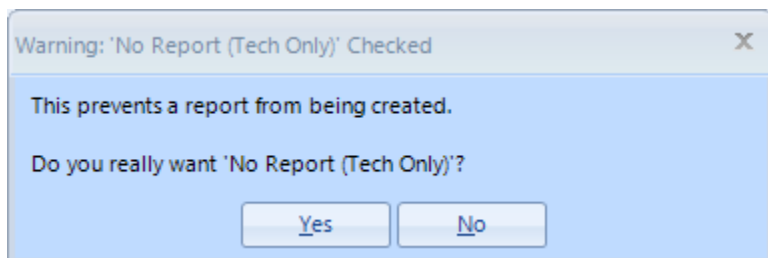 Warning: 'No Report (Tech Only)' Checked
This prevents a report from being created.
Do you really want 'No Report (Tech Only)'?
Yes No